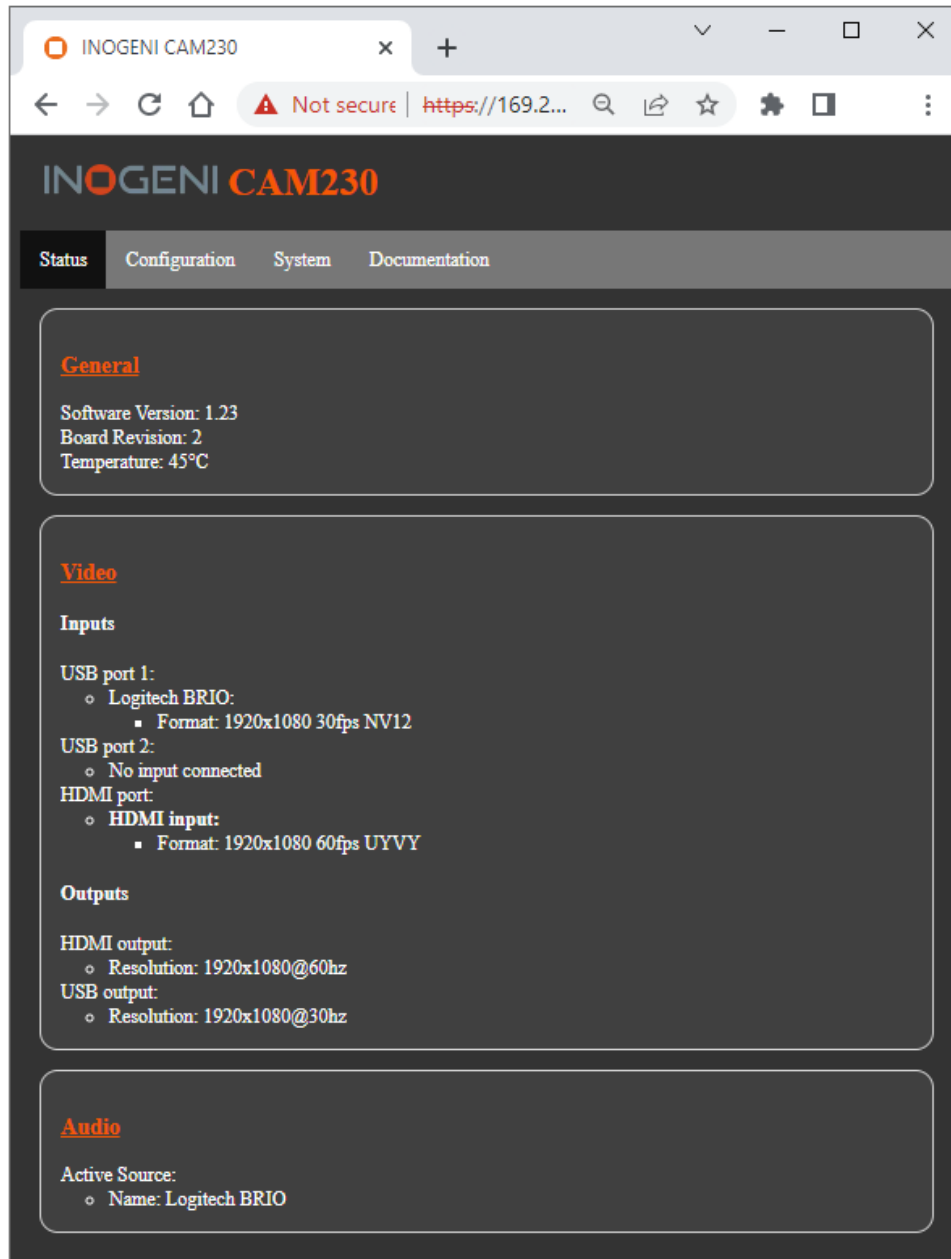 INOGENI CAM230
Not secure https://169.2...
INOGENI CAM230
Status Configuration System Documentation
General
Software Version: 1.23
Board Revision: 2
Temperature: 45°C
Video
Inputs
USB port 1:
Logitech BRIO:
Format: 1920x1080 30fps NV12
USB port 2:
No input connected
HDMI port:
HDMI input:
Format: 1920x1080 60fps UYVY
Outputs
HDMI output:
Resolution: 1920x1080@60hz
USB output:
Resolution: 1920x1080@30hz
Audio
Active Source:
Name: Logitech BRIO